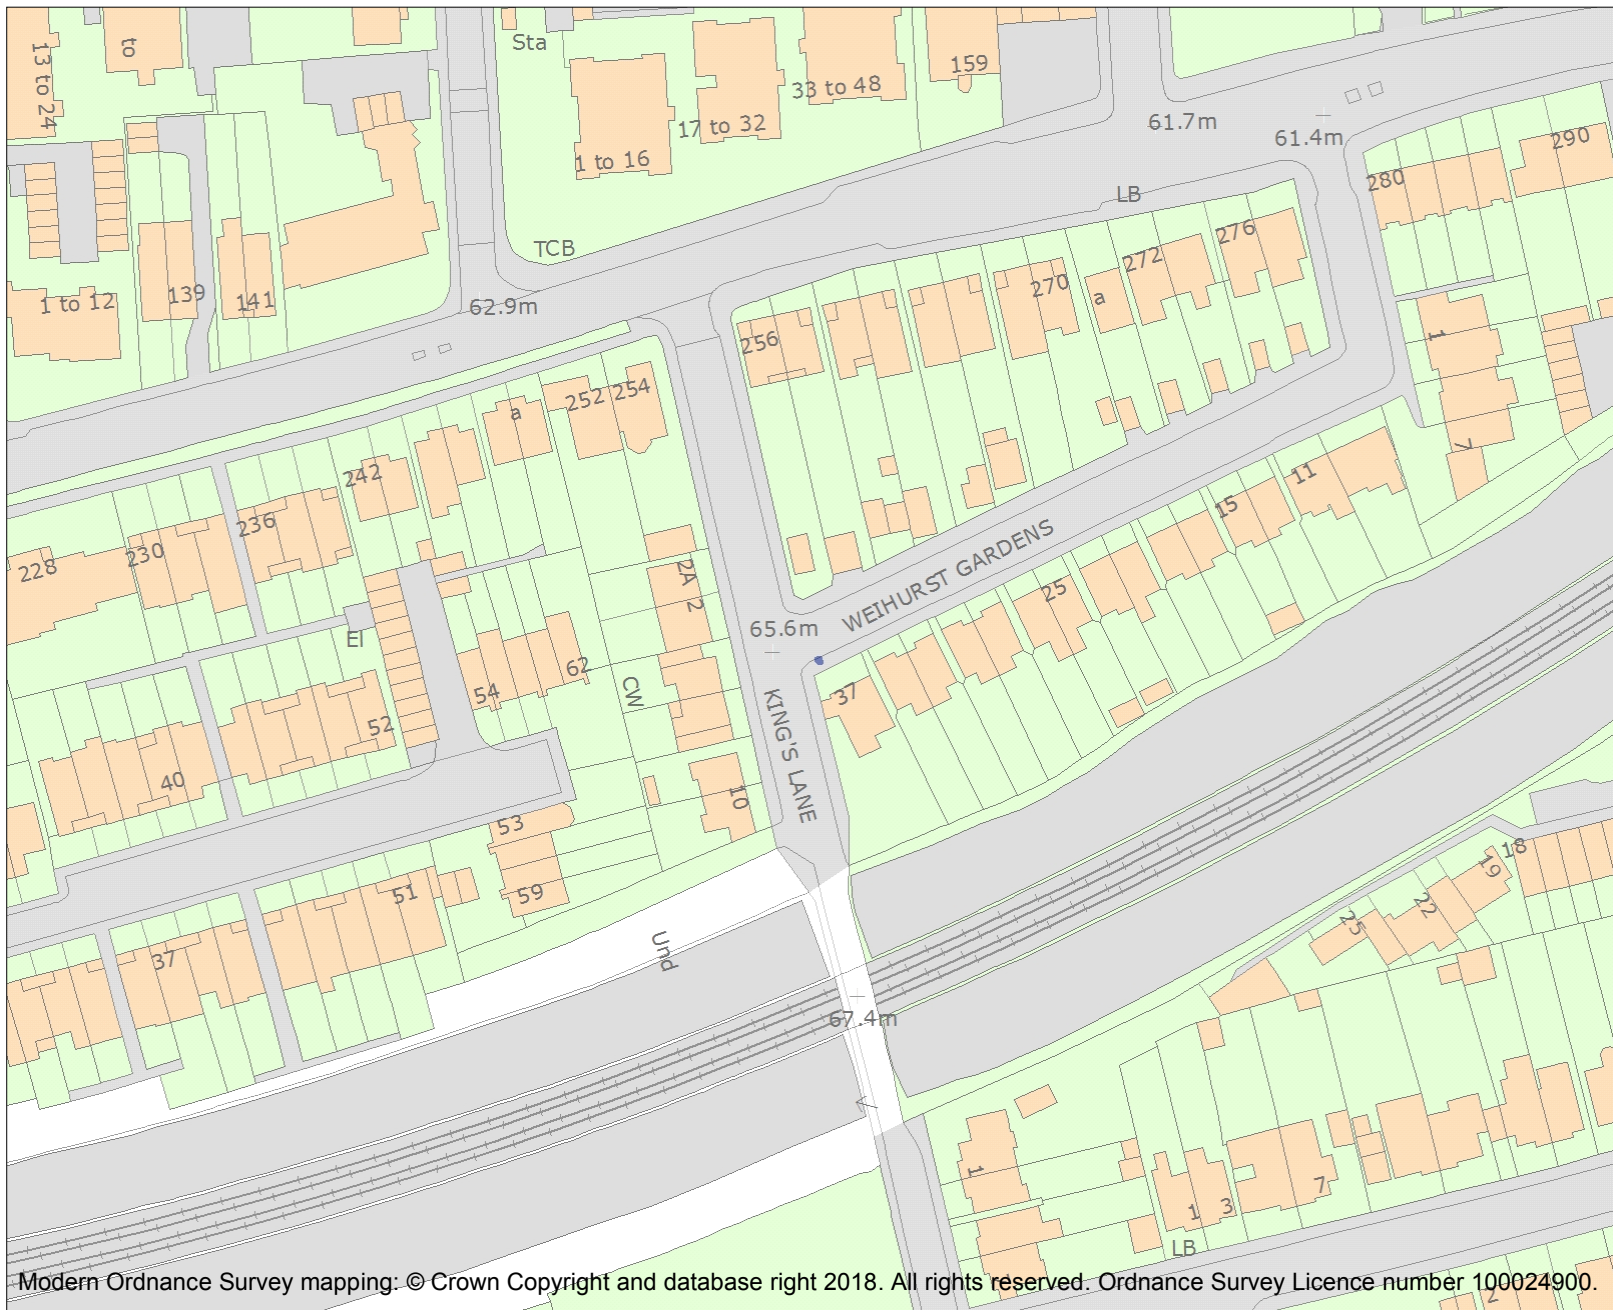 13 to 24
to
Sta
1 to 16
17 to 32
33 to 48
159
61.7m
61.4m
290
280
LB
TCB
139
141
1 to 12
62.9m
256
270
a
272
276
1
7
252
254
a
242
236
230
228
El
2A
2
CW
65.6m
WEIHURST GARDENS
25
15
11
37
54
62
52
40
KING'S LANE
10
53
59
51
37
Und
67.4m
18
19
22
25
1
1
3
7
LB
2
Modern Ordnance Survey mapping: © Crown Copyright and database right 2018. All rights reserved. Ordnance Survey Licence number 100024900.